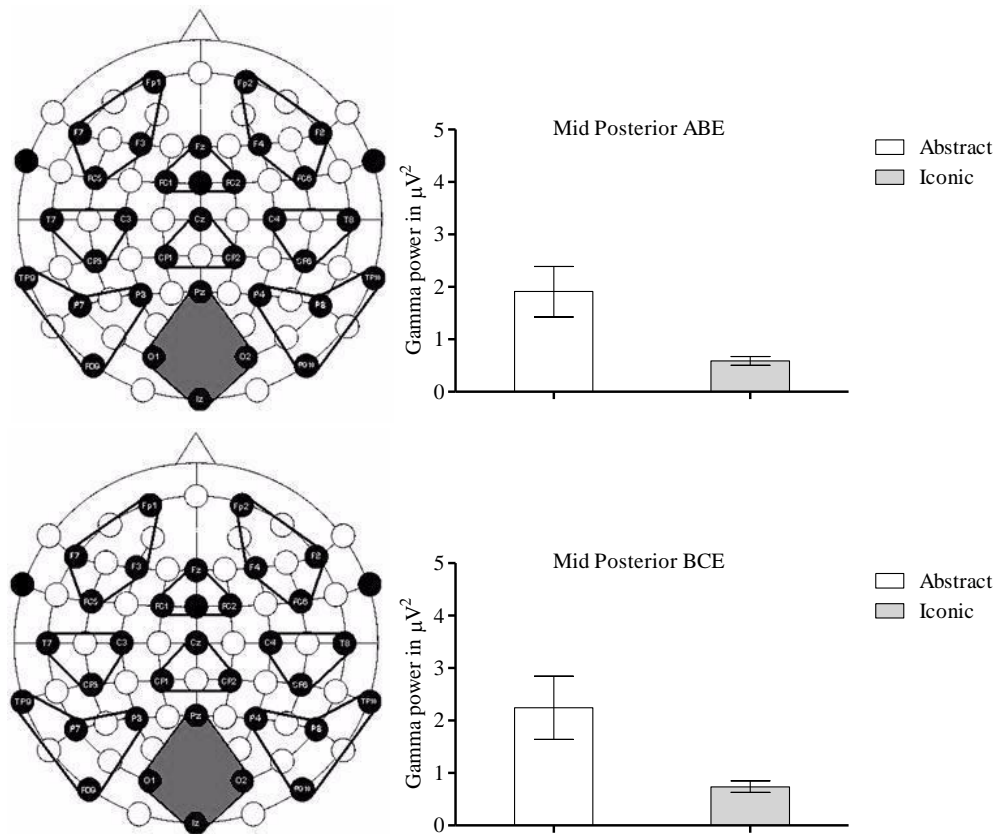 Fp1 Fp2
F7 F3 Fz F4 F8
FC5 FC1 FC2 FC6
T7 C3 Cz C4 T8
CP5 CP1 CP2 CP6
TP9 TP10
P7 P3 Pz P4 P8
PO9 O1 O2 PO10
Iz
Mid Posterior ABE
Gamma power in μV²
5
4
3
2
1
0
Abstract
Iconic
Fp1 Fp2
F7 F3 Fz F4 F8
FC5 FC1 FC2 FC6
T7 C3 Cz C4 T8
CP5 CP1 CP2 CP6
TP9 TP10
P7 P3 Pz P4 P8
PO9 O1 O2 PO10
Iz
Mid Posterior BCE
Gamma power in μV²
5
4
3
2
1
0
Abstract
Iconic